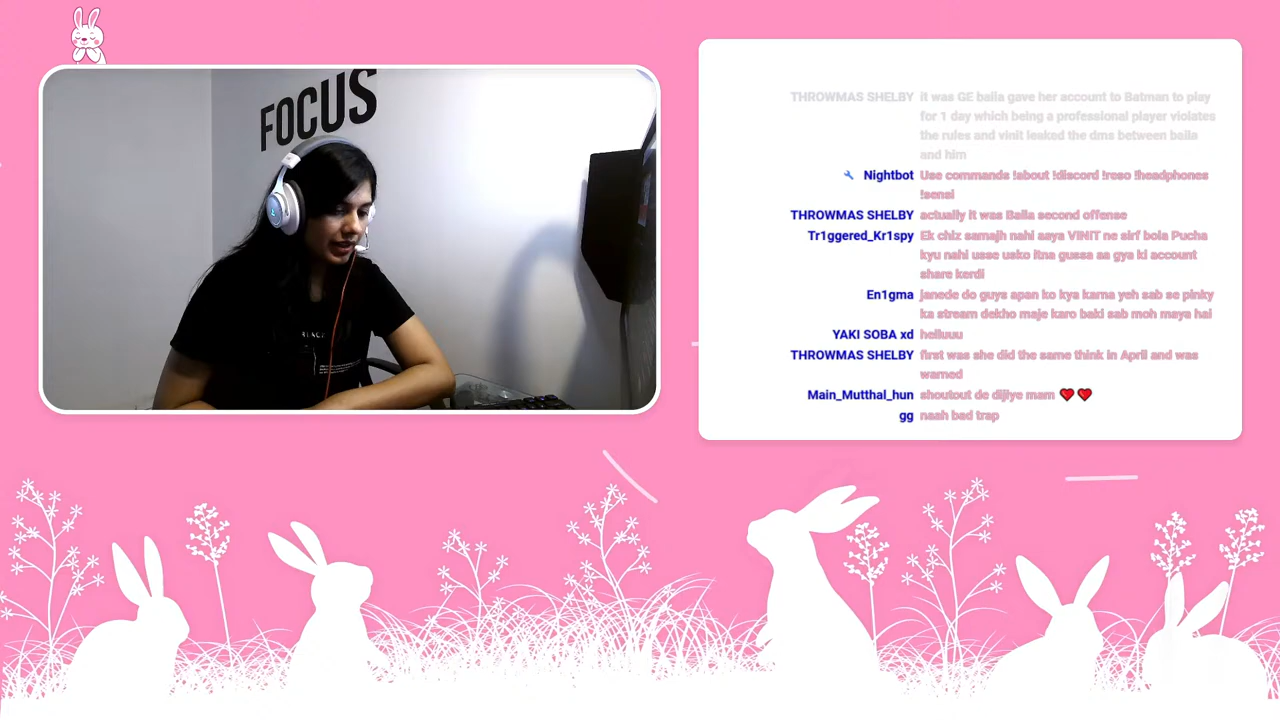 FOCUS
THROWMAS SHELBY it was GE baila gave her account to Batman to play
for 1 day which being a professional player violates
the rules and vinit leaked the dms between baila
and him
Nightbot Use commands !about !discord !reso !headphones
!sensi
THROWMAS SHELBY actually it was Baila second offense
Tr1ggered_Kr1spy Ek chiz samajh nahi aaya VINIT ne sirf bola Pucha
kyu nahi usse usko itna gussa aa gya ki account
share kerdi
En1gma janede do guys apan ko kya karna yeh sab se pinky
ka stream dekho maje karo baki sab moh maya hai
YAKI SOBA xd helluuu
THROWMAS SHELBY first was she did the same think in April and was
warned
Main_Mutthal_hun shoutout de dijiye mam ❤️❤️
gg naah bad trap